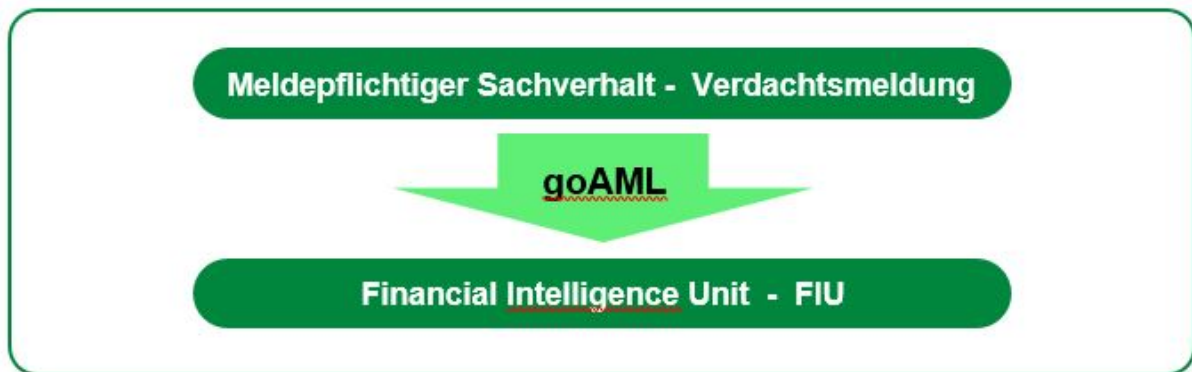 Meldepflichtiger Sachverhalt - Verdachtsmeldung
goAML
Financial Intelligence Unit - FIU